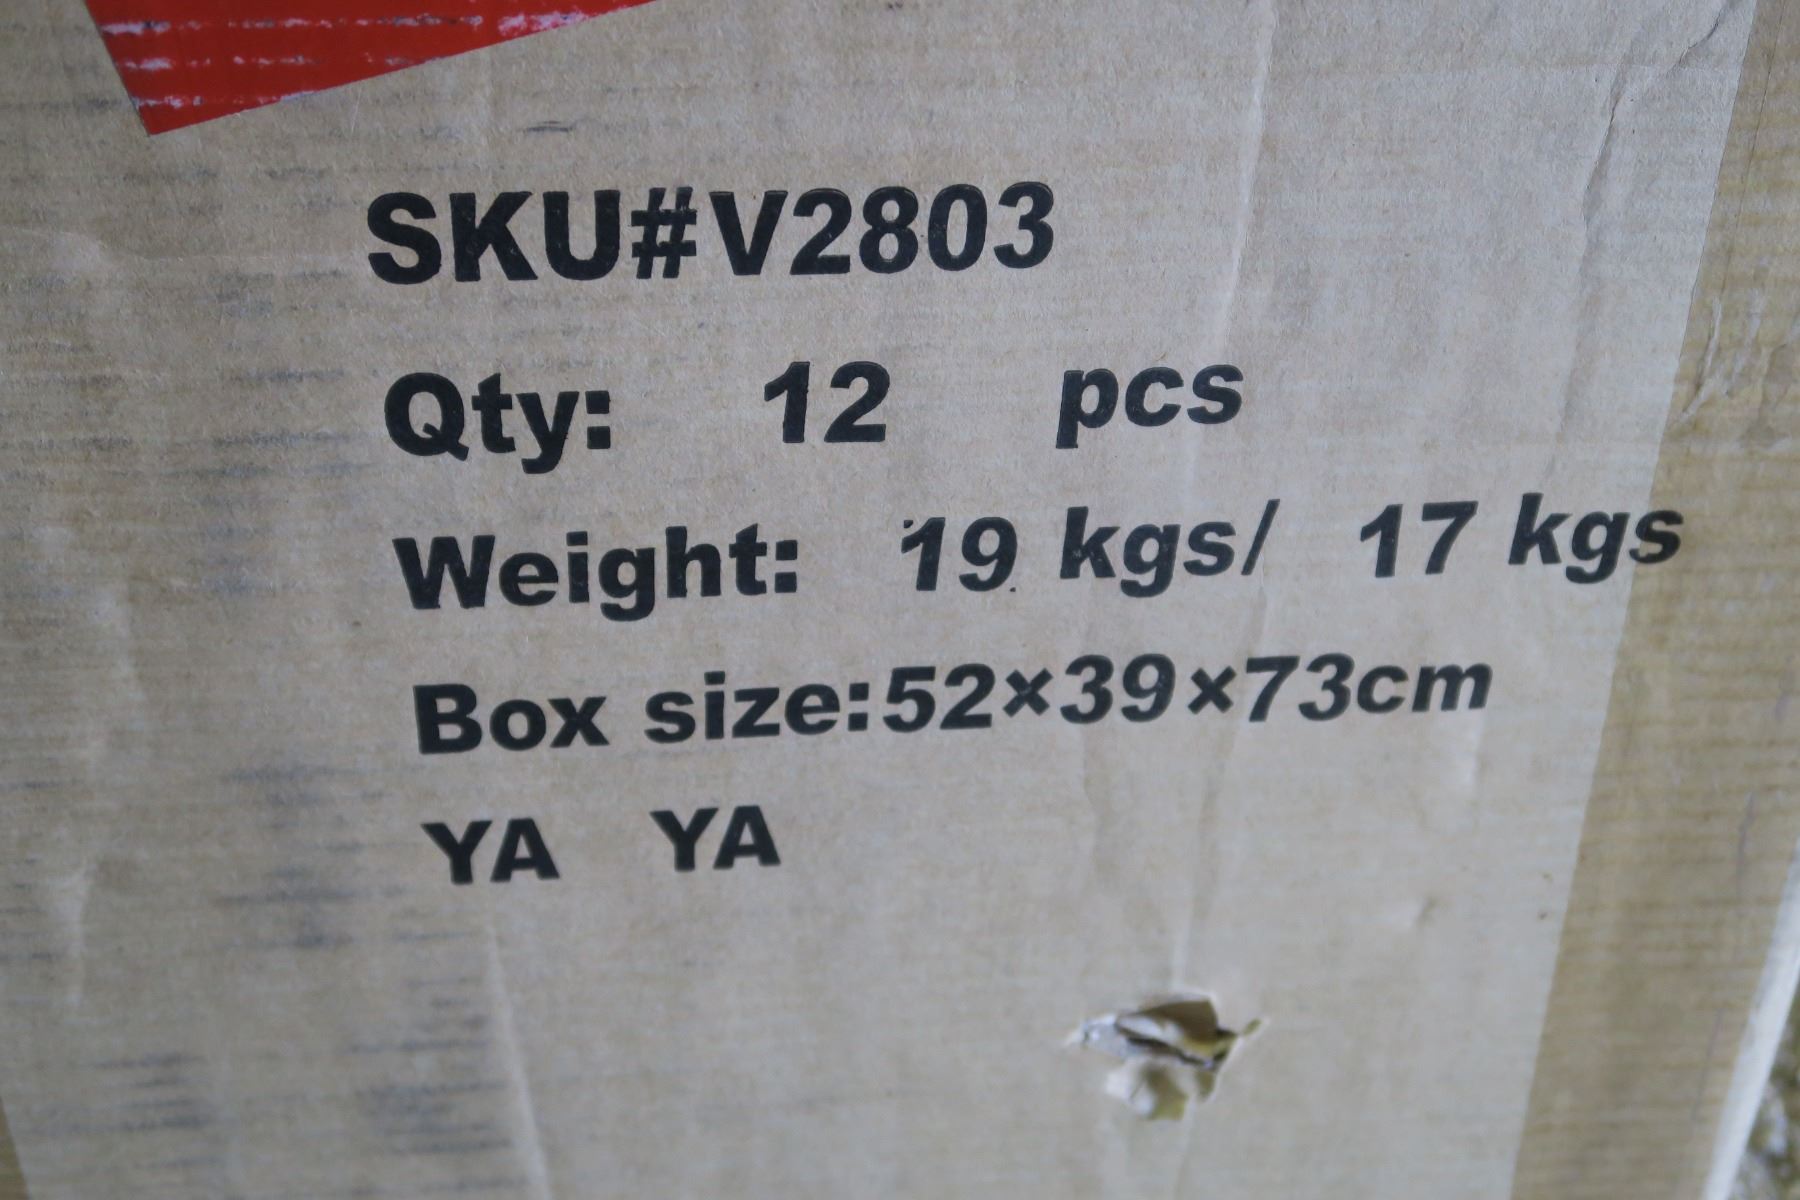 SKU#V2803
Qty: 12 pcs
Weight: 19 kgs/ 17 kgs
Box size:52×39×73cm
YA YA